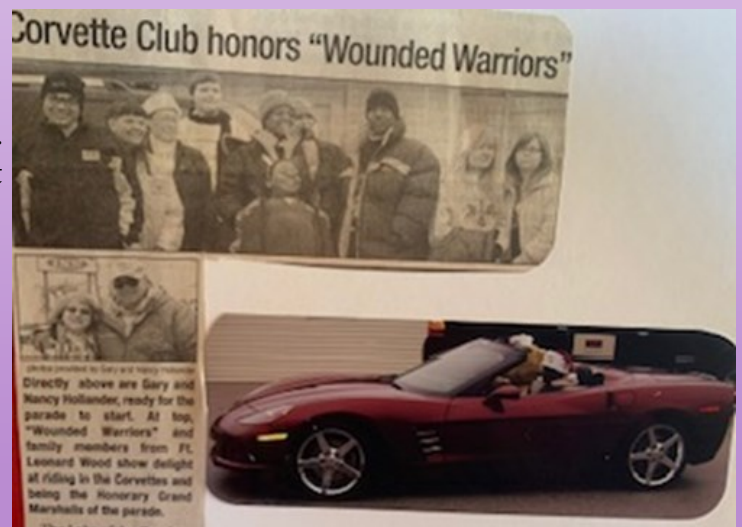 Corvette Club honors "Wounded Warriors"
photos provided by Gary and Nancy Hollander
Directly above are Gary and
Nancy Hollander, ready for the
parade to start. At top,
"Wounded Warriors" and
family members from Ft.
Leonard Wood show delight
at riding in the Corvettes and
being the Honorary Grand
Marshalls of the parade.